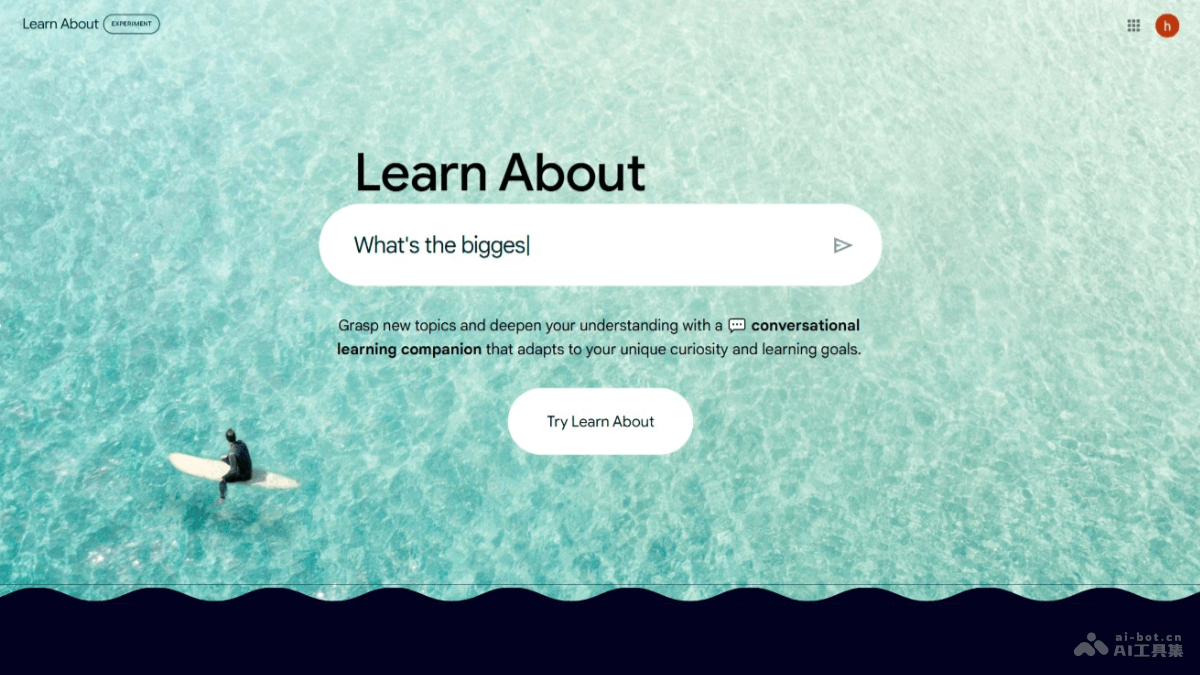 Learn About EXPERIMENT
h
Learn About
What's the bigges
Grasp new topics and deepen your understanding with a conversational
learning companion that adapts to your unique curiosity and learning goals.
Try Learn About
ai-bot.cn
AI工具集